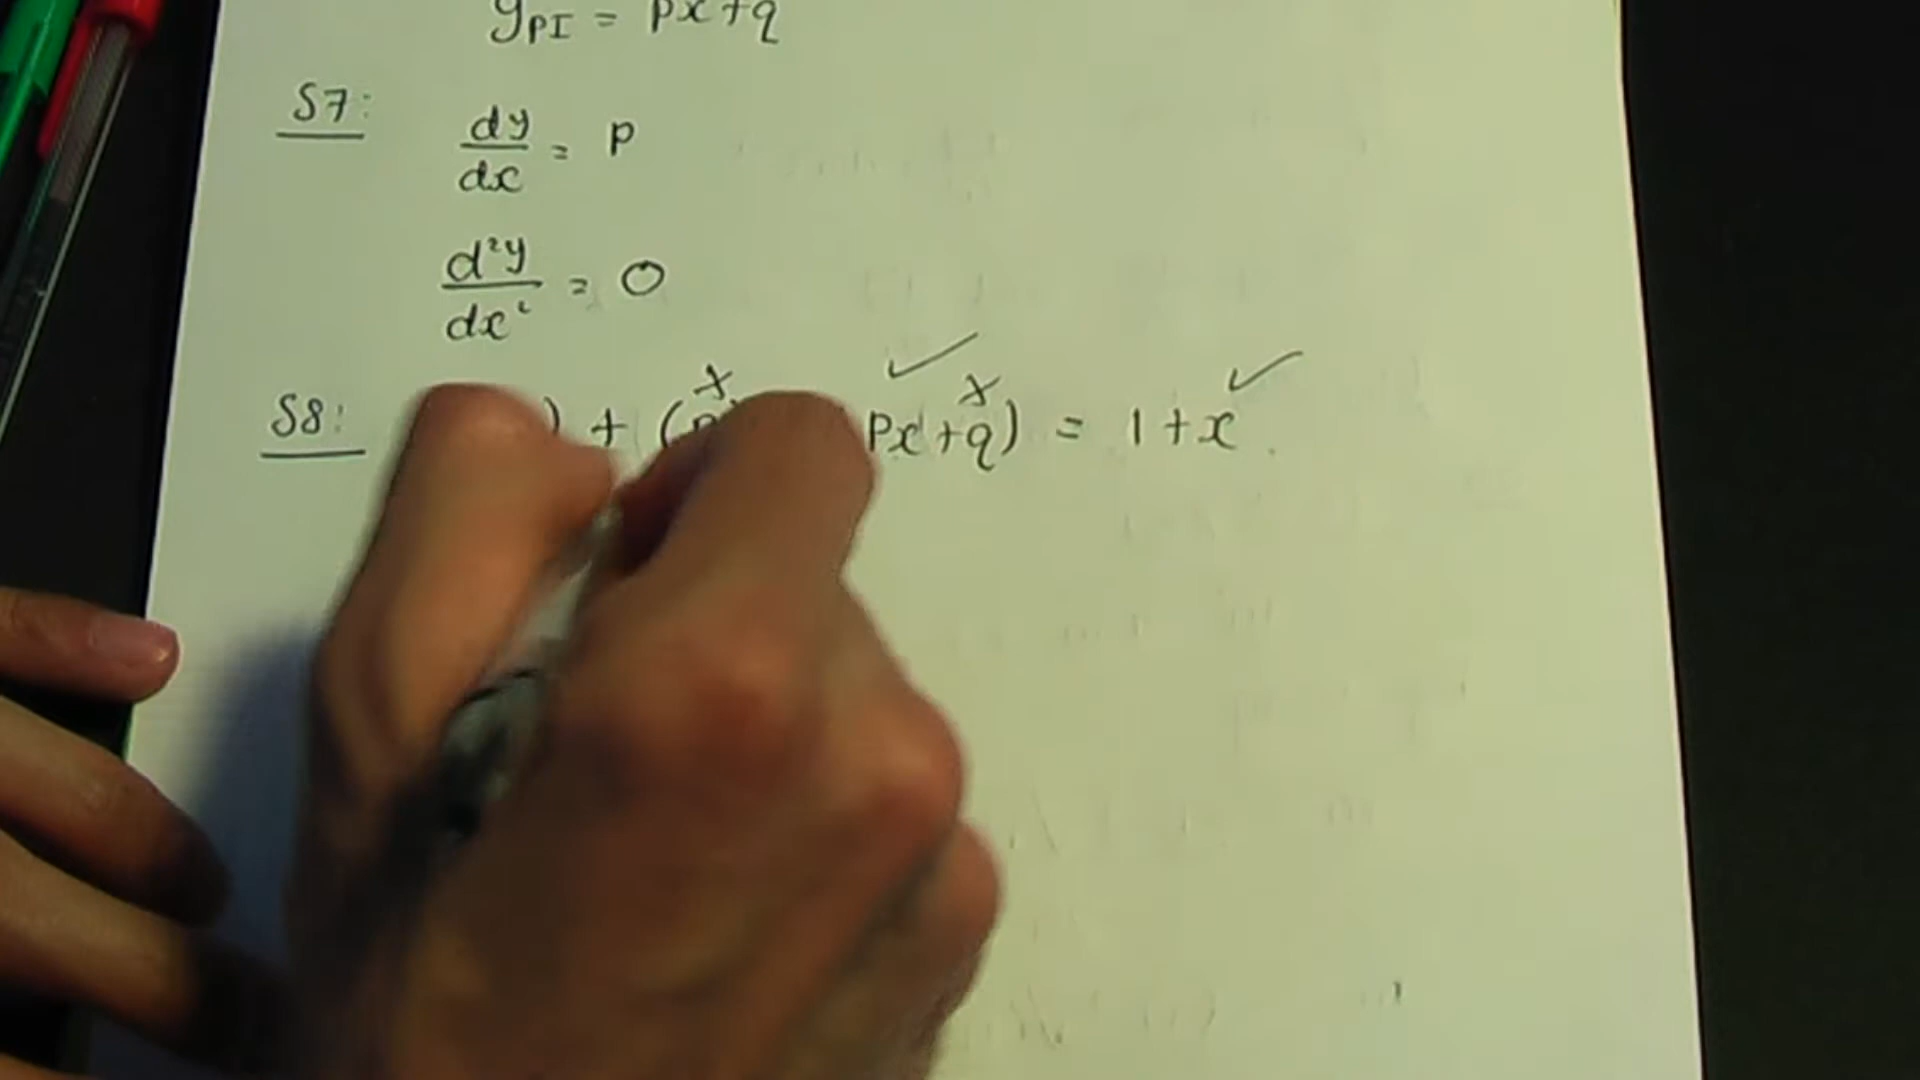 y_PI = px+q
S7: dy/dx = p
d²y/dx² = 0
S8: ) + (p px+q) = 1+x